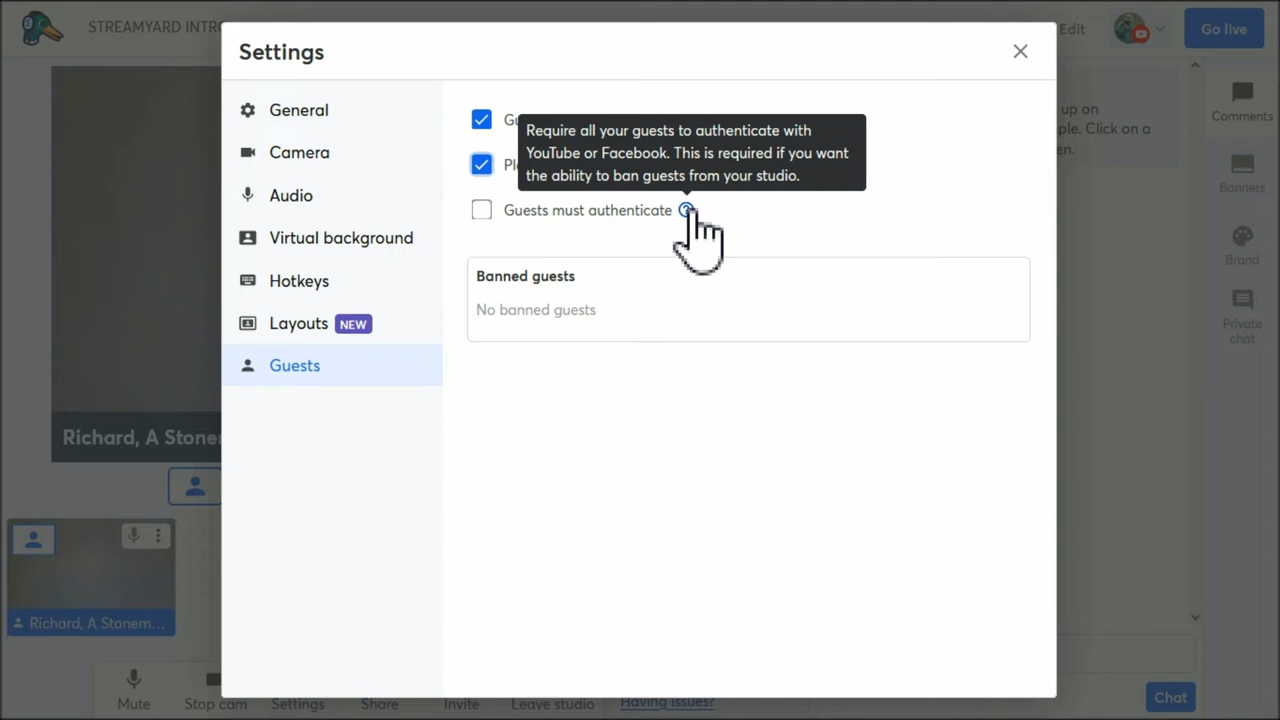 STREAMYARD INTRO
Edit
Go live
Settings
General
Camera
Audio
Virtual background
Hotkeys
Layouts NEW
Guests
Require all your guests to authenticate with
YouTube or Facebook. This is required if you want
the ability to ban guests from your studio.
Guests must authenticate
Banned guests
No banned guests
up on
Click on a
Comments
Banners
Brand
Private
chat
Richard, A Stonem
Richard, A Stonem...
Mute
Stop cam
Settings
Share
Invite
Leave studio
Having issues?
Chat